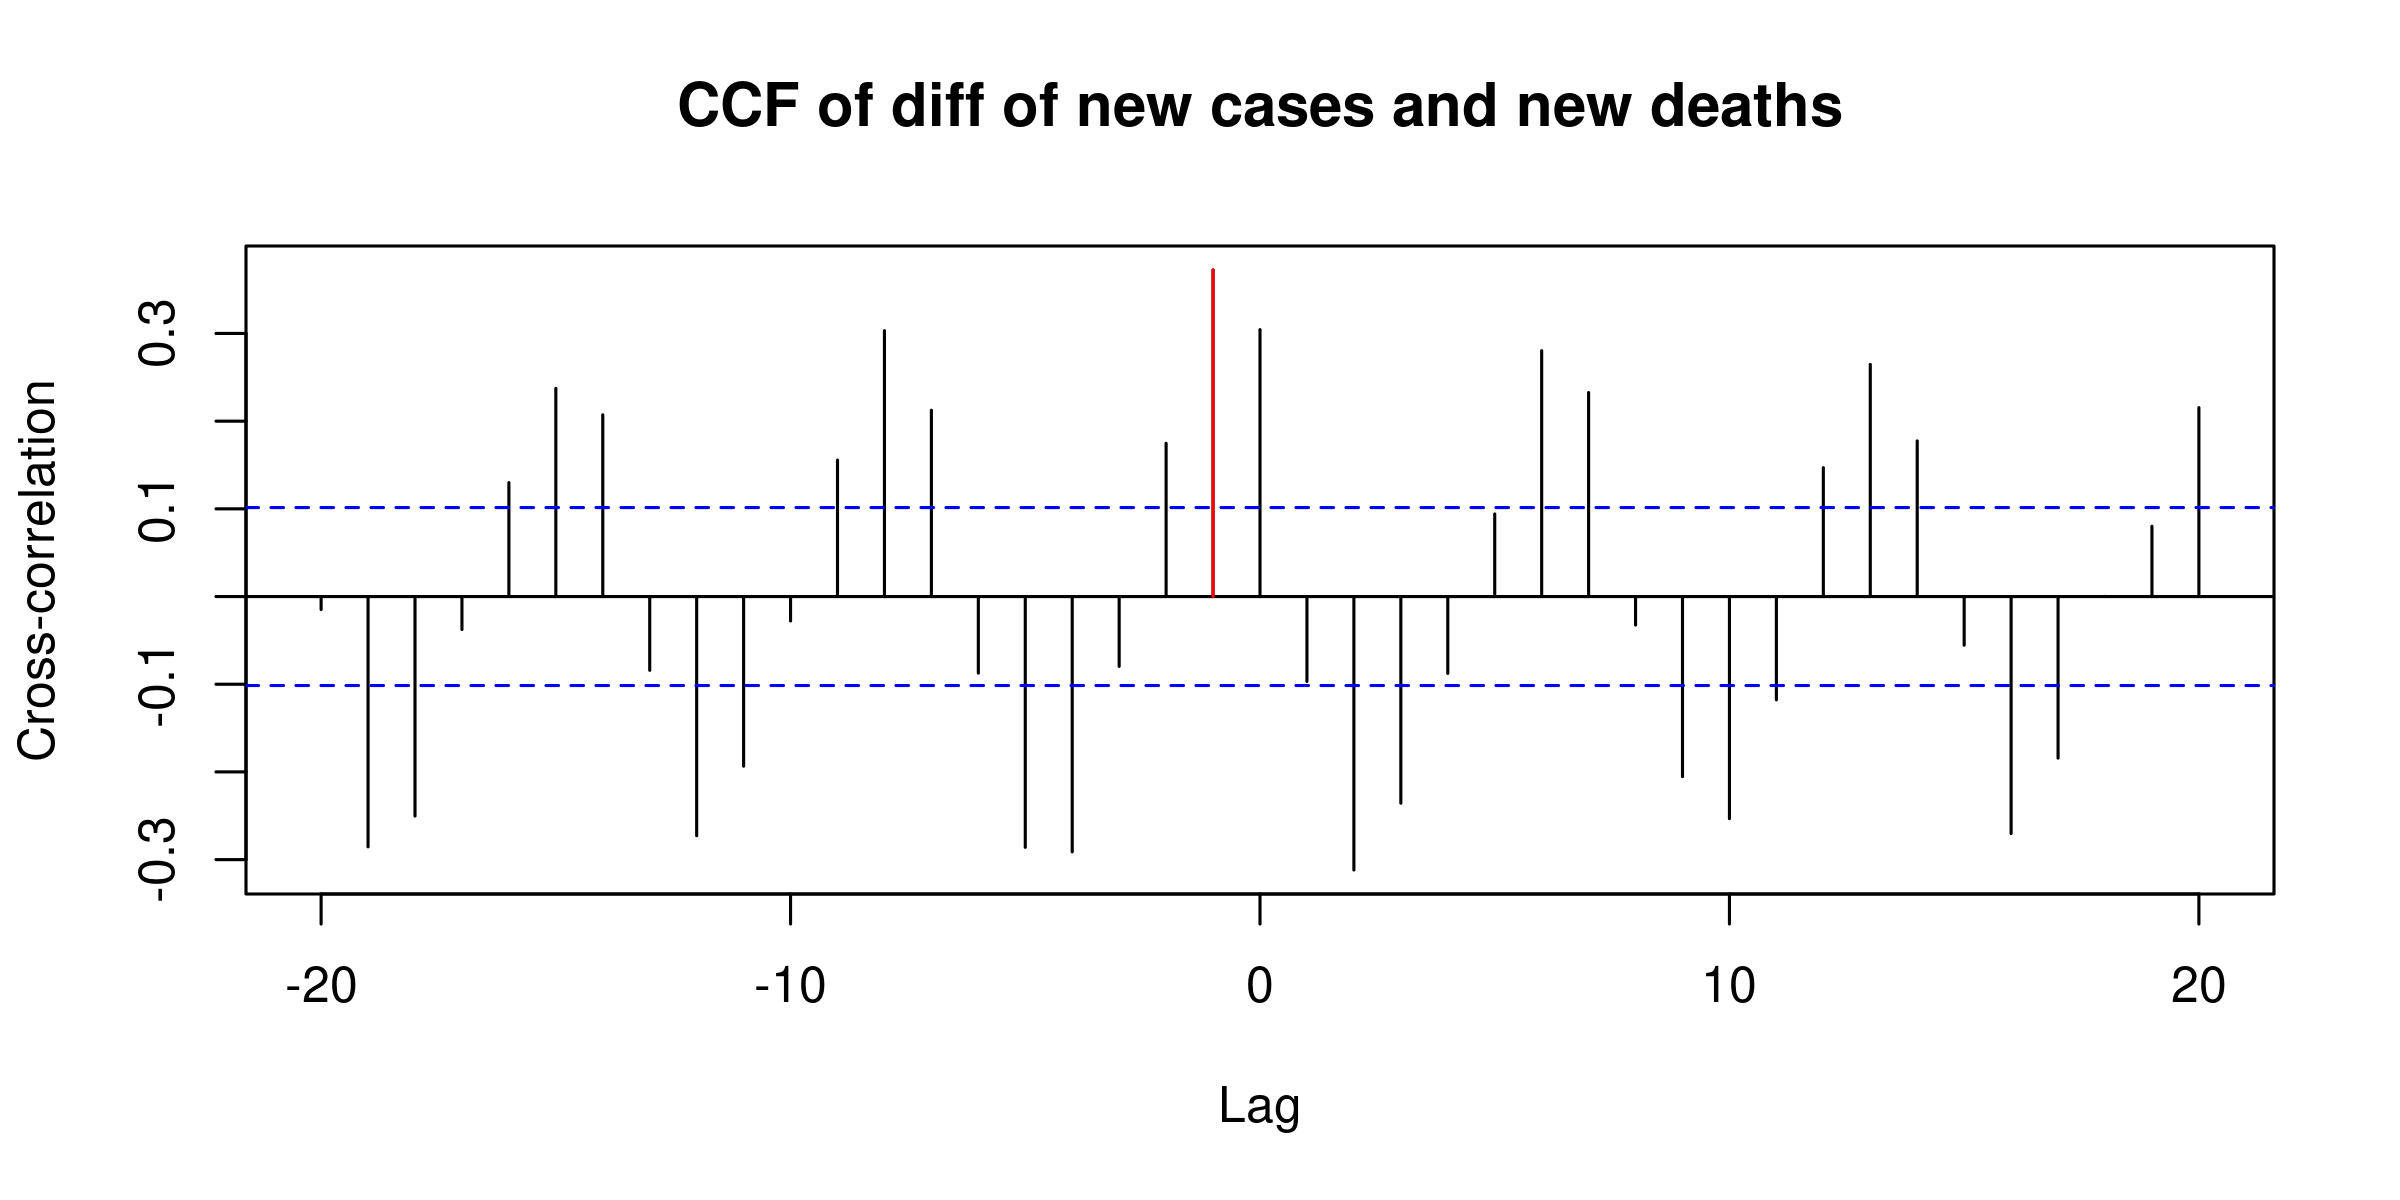 CCF of diff of new cases and new deaths
Cross-correlation
0.3
0.1
-0.1
-0.3
-20 -10 0 10 20
Lag